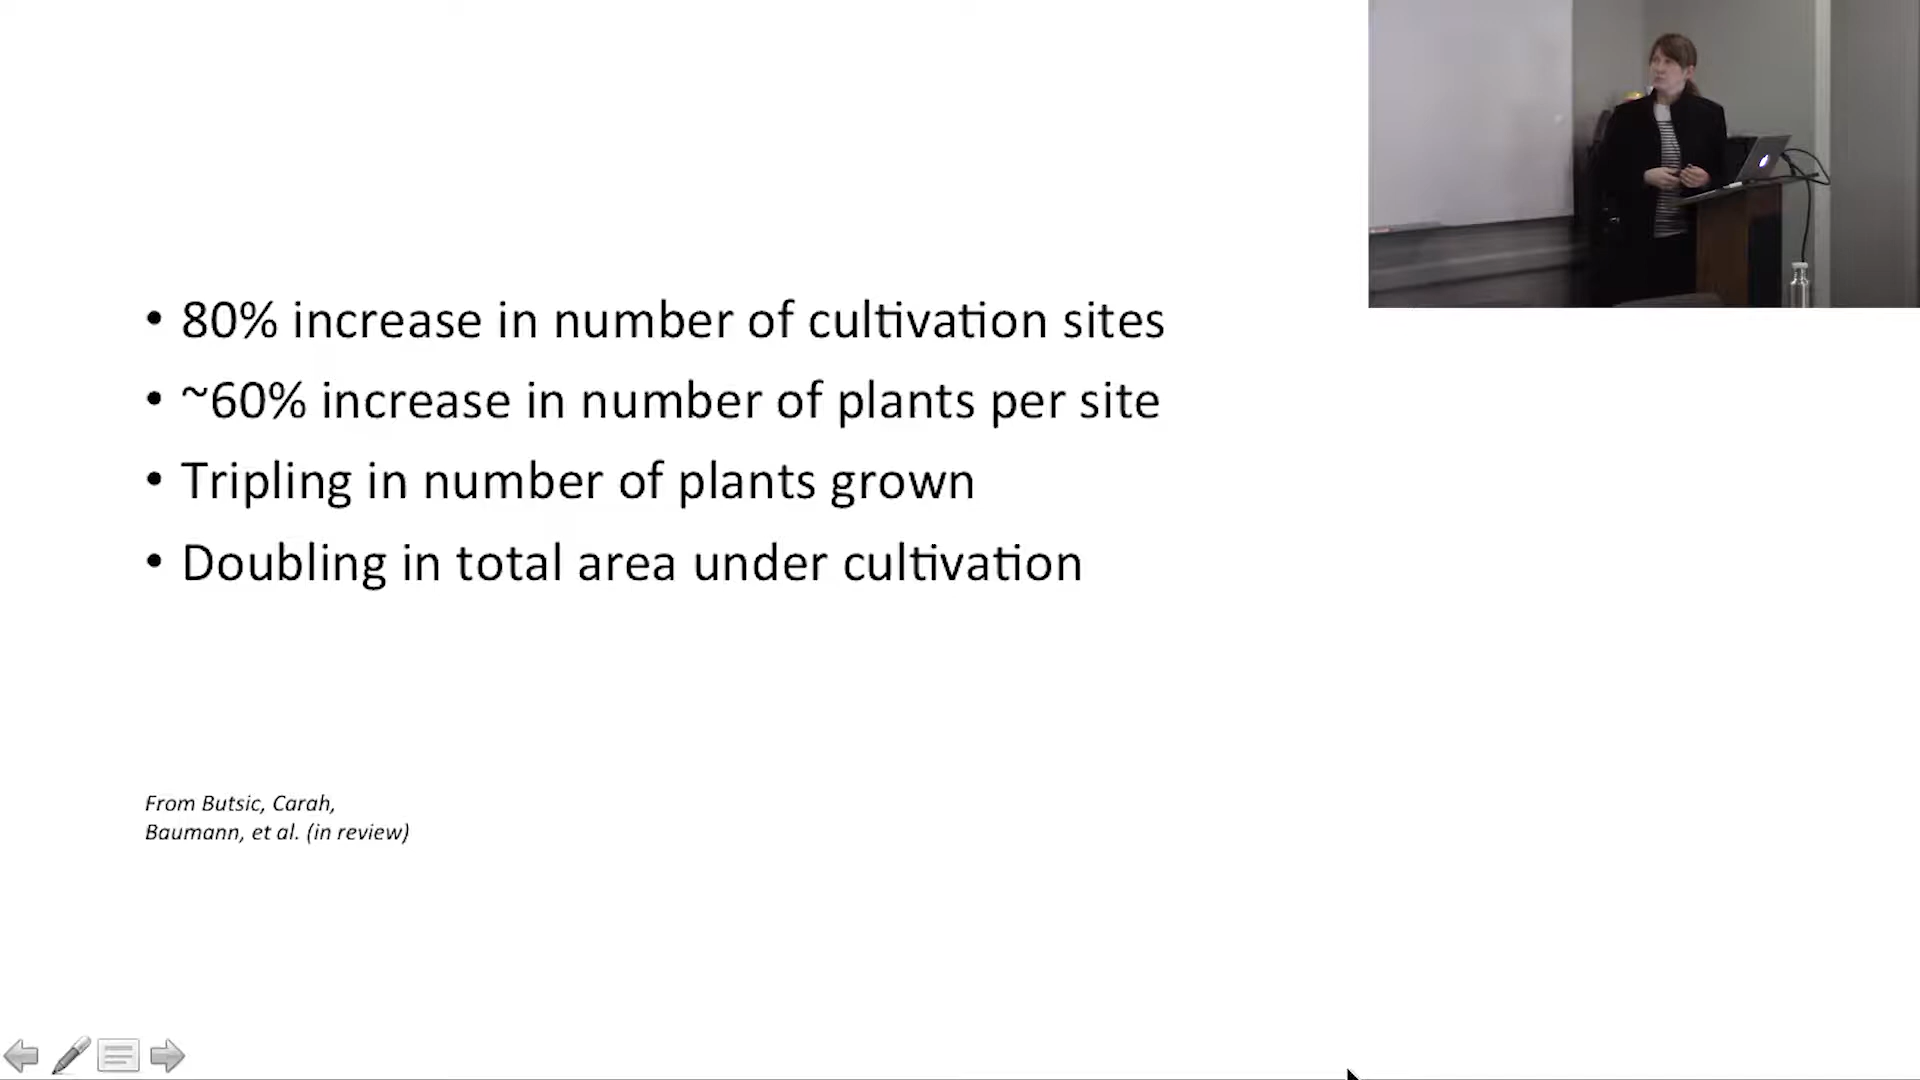 • 80% increase in number of cultivation sites
• ~60% increase in number of plants per site
• Tripling in number of plants grown
• Doubling in total area under cultivation
From Butsic, Carah,
Baumann, et al. (in review)